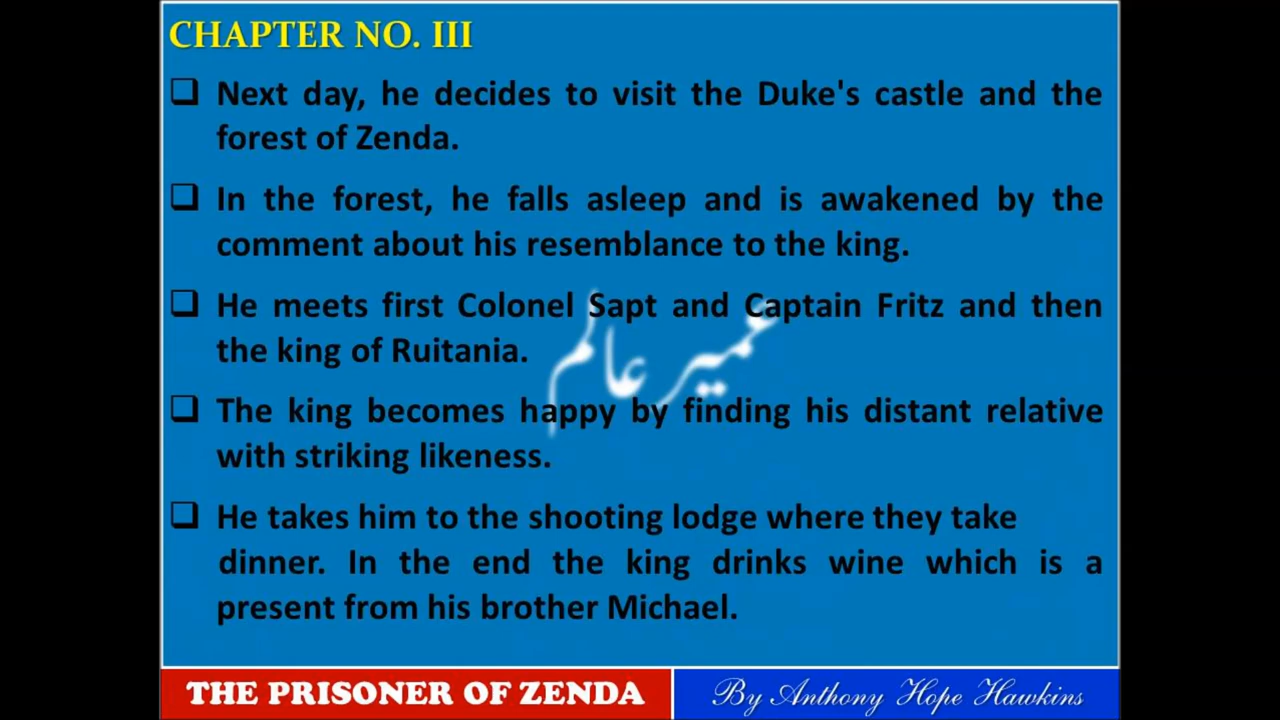 CHAPTER NO. III
Next day, he decides to visit the Duke's castle and the
forest of Zenda.
In the forest, he falls asleep and is awakened by the
comment about his resemblance to the king.
He meets first Colonel Sapt and Captain Fritz and then
the king of Ruitania.
عمیر عالم
The king becomes happy by finding his distant relative
with striking likeness.
He takes him to the shooting lodge where they take
dinner. In the end the king drinks wine which is a
present from his brother Michael.
THE PRISONER OF ZENDA
By Anthony Hope Hawkins